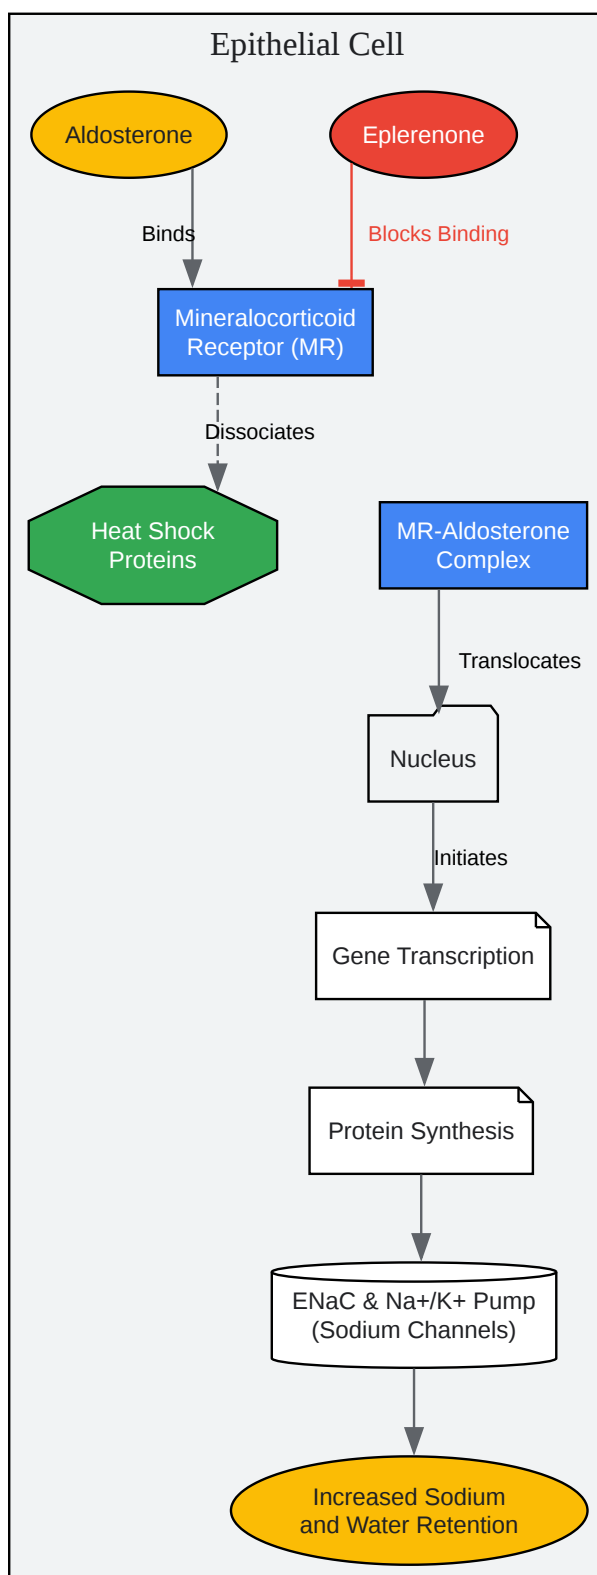 Epithelial Cell
Aldosterone
Eplerenone
Binds
Blocks Binding
Mineralocorticoid
Receptor (MR)
Dissociates
Heat Shock
Proteins
MR-Aldosterone
Complex
Translocates
Nucleus
Initiates
Gene Transcription
Protein Synthesis
ENaC & Na+/K+ Pump
(Sodium Channels)
Increased Sodium
and Water Retention